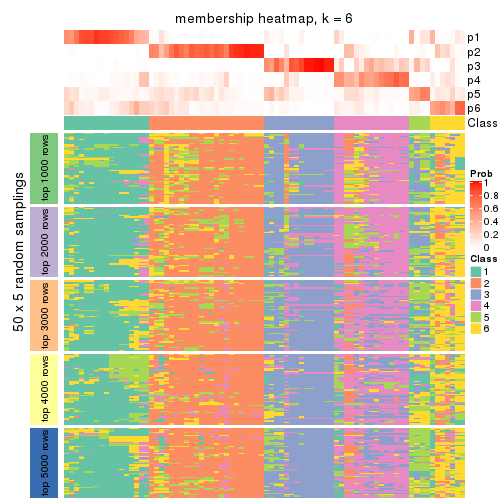 membership heatmap, k = 6
p1
p2
p3
p4
p5
p6
Class
50 x 5 random samplings
top 1000 rows
top 2000 rows
top 3000 rows
top 4000 rows
top 5000 rows
Prob
1
0.8
0.6
0.4
0.2
0
Class
1
2
3
4
5
6